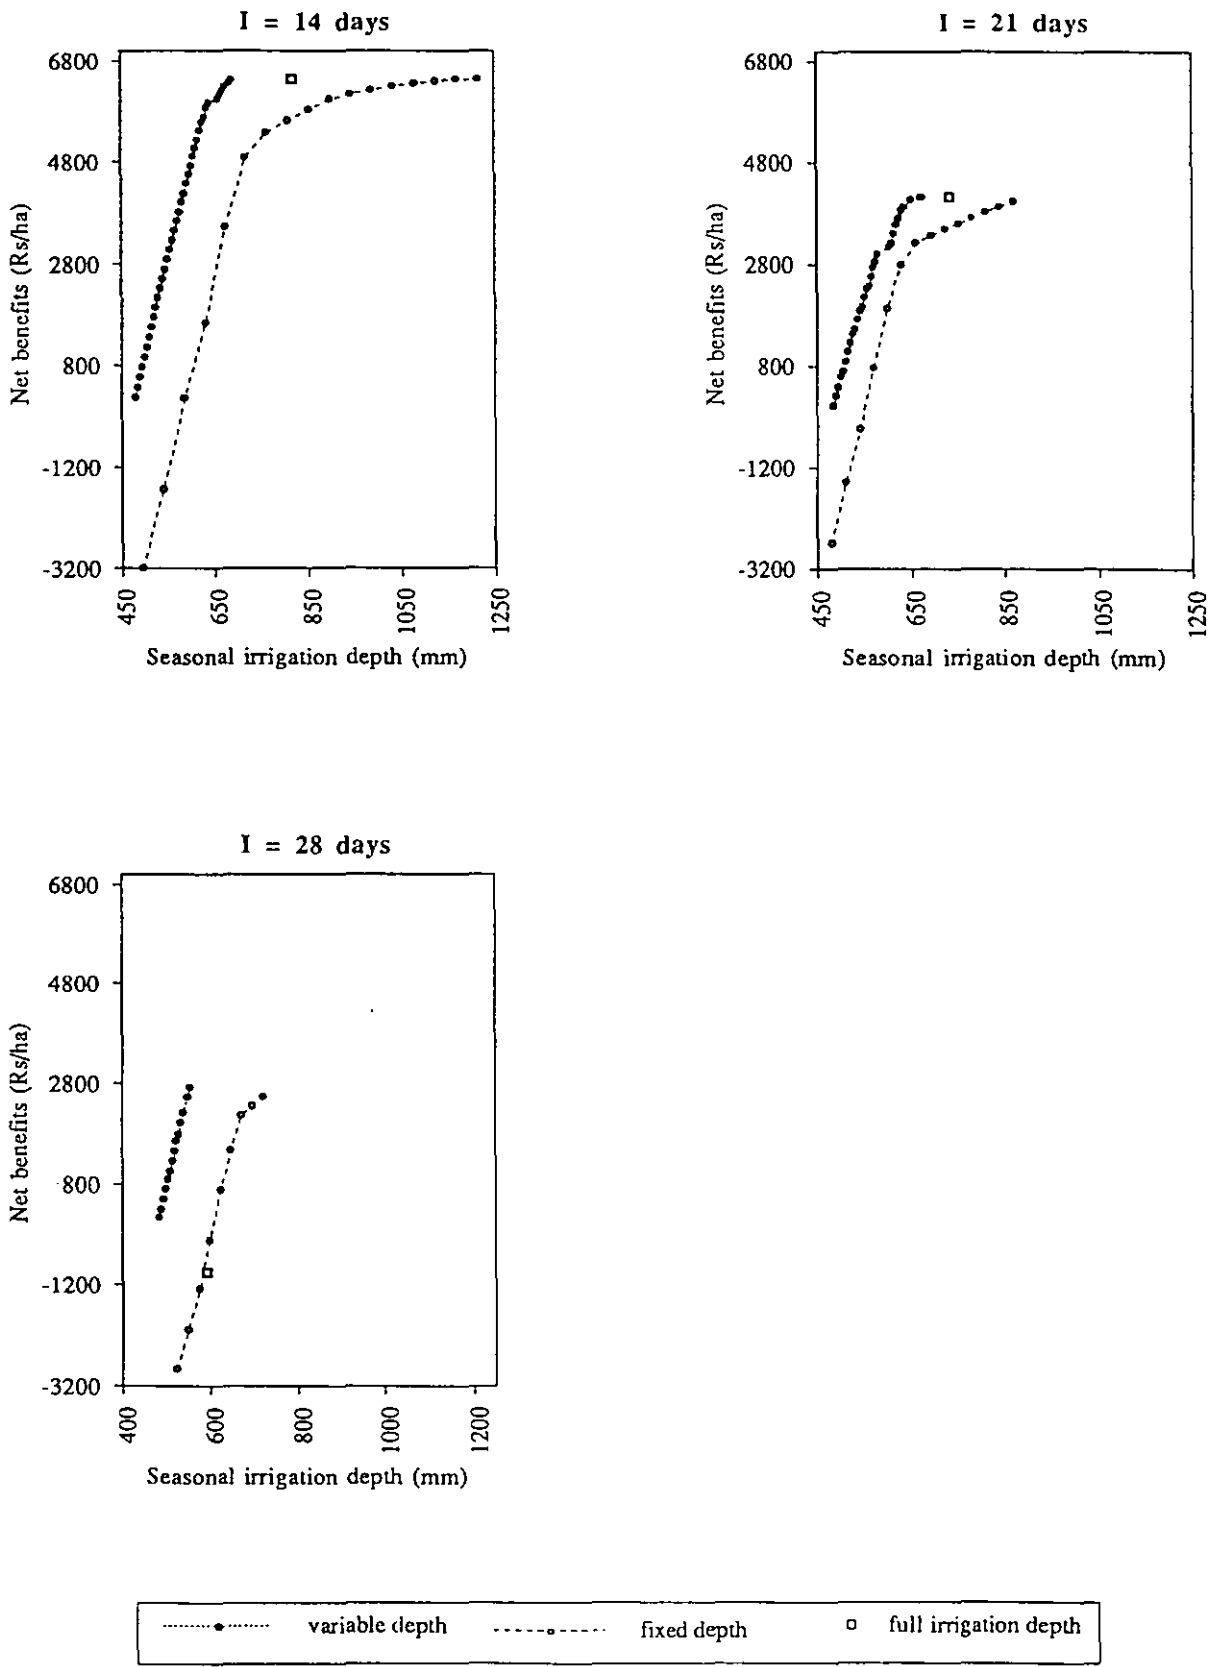 I = 14 days
6800
4800
2800
800
-1200
-3200
Net benefits (Rs/ha)
450
650
850
1050
1250
Seasonal irrigation depth (mm)
I = 21 days
6800
4800
2800
800
-1200
-3200
Net benefits (Rs/ha)
450
650
850
1050
1250
Seasonal irrigation depth (mm)
I = 28 days
6800
4800
2800
800
-1200
-3200
Net benefits (Rs/ha)
400
600
800
1000
1200
Seasonal irrigation depth (mm)
variable depth
fixed depth
full irrigation depth